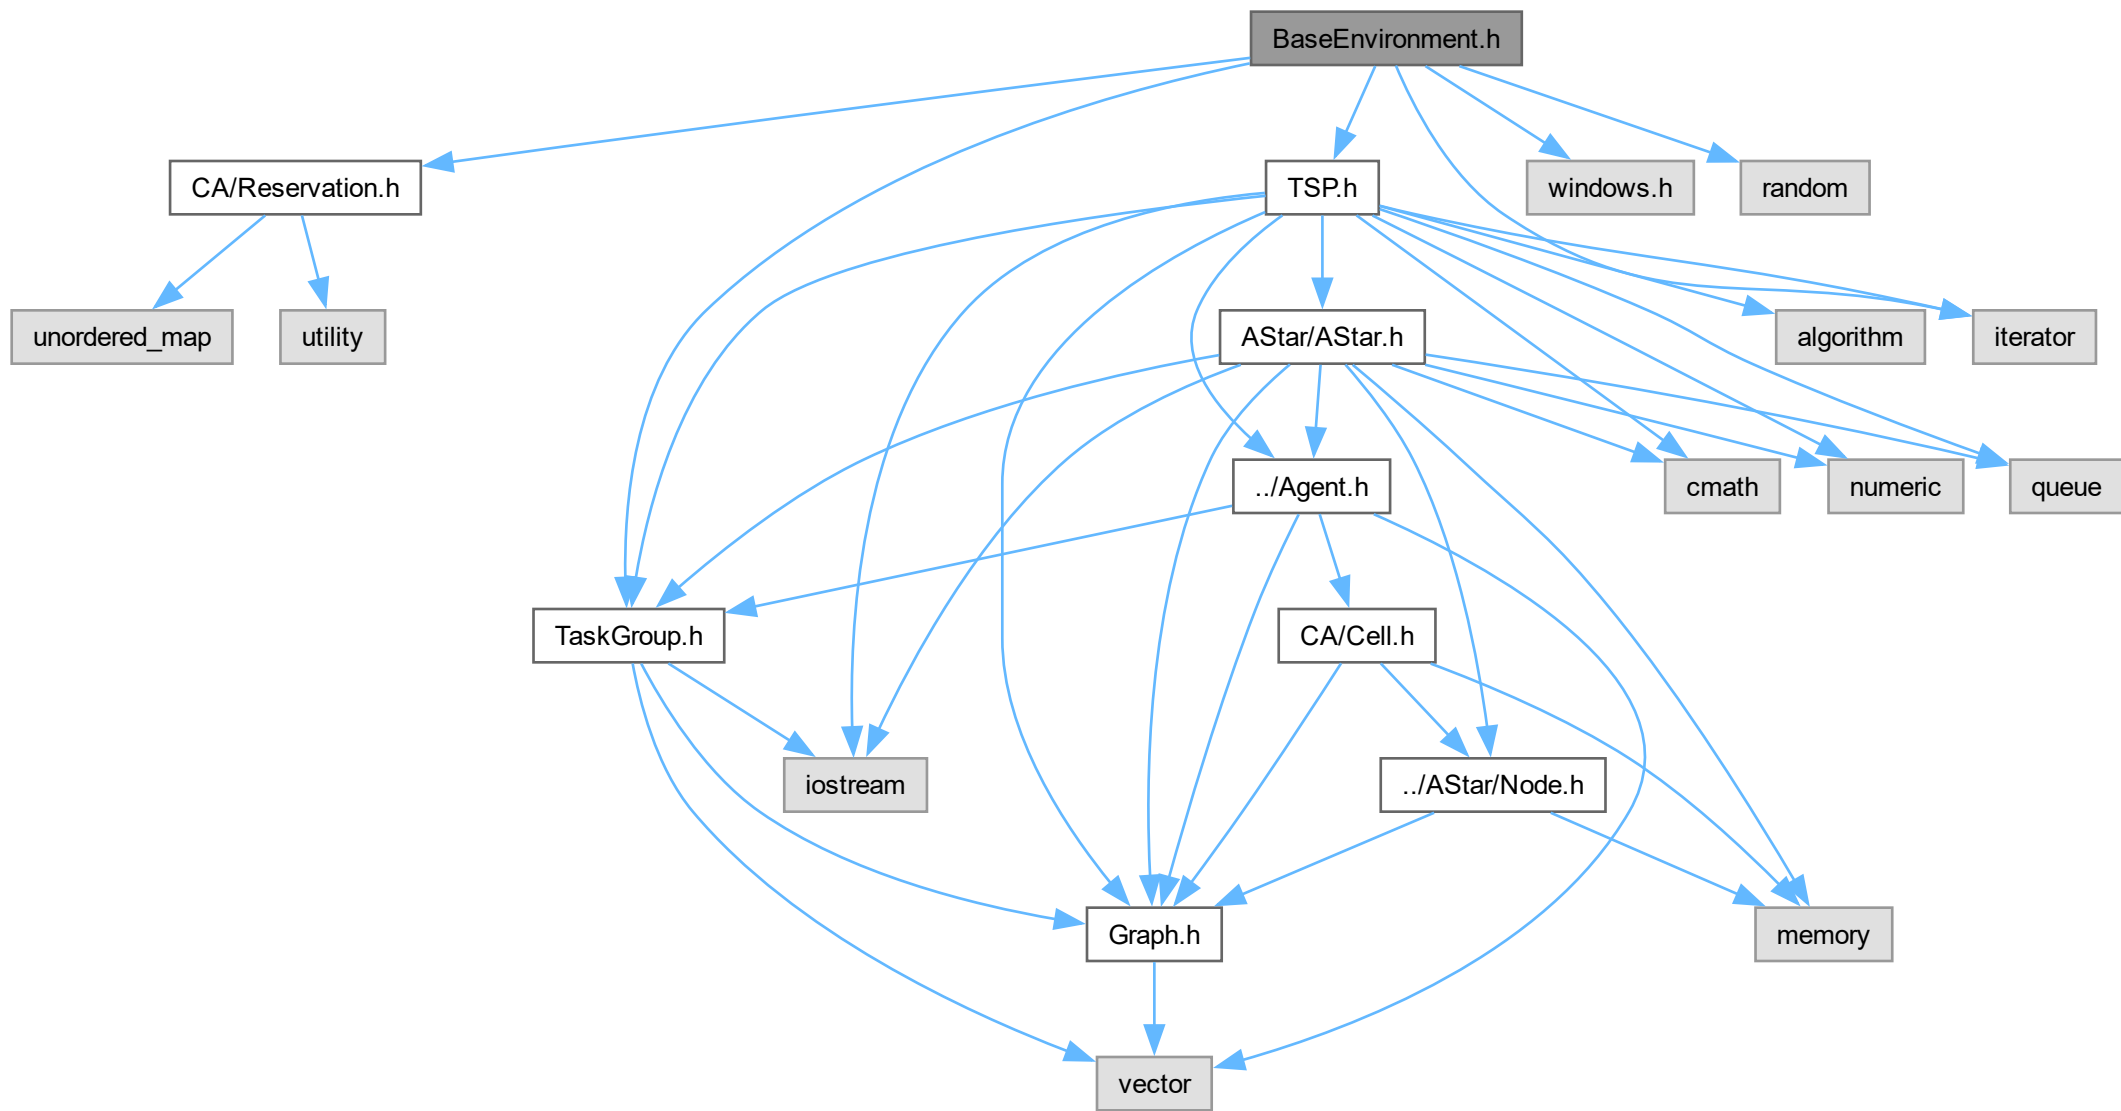 BaseEnvironment.h
CA/Reservation.h
TSP.h
windows.h
random
unordered_map
utility
AStar/AStar.h
algorithm
iterator
../Agent.h
cmath
numeric
queue
TaskGroup.h
CA/Cell.h
iostream
../AStar/Node.h
Graph.h
memory
vector